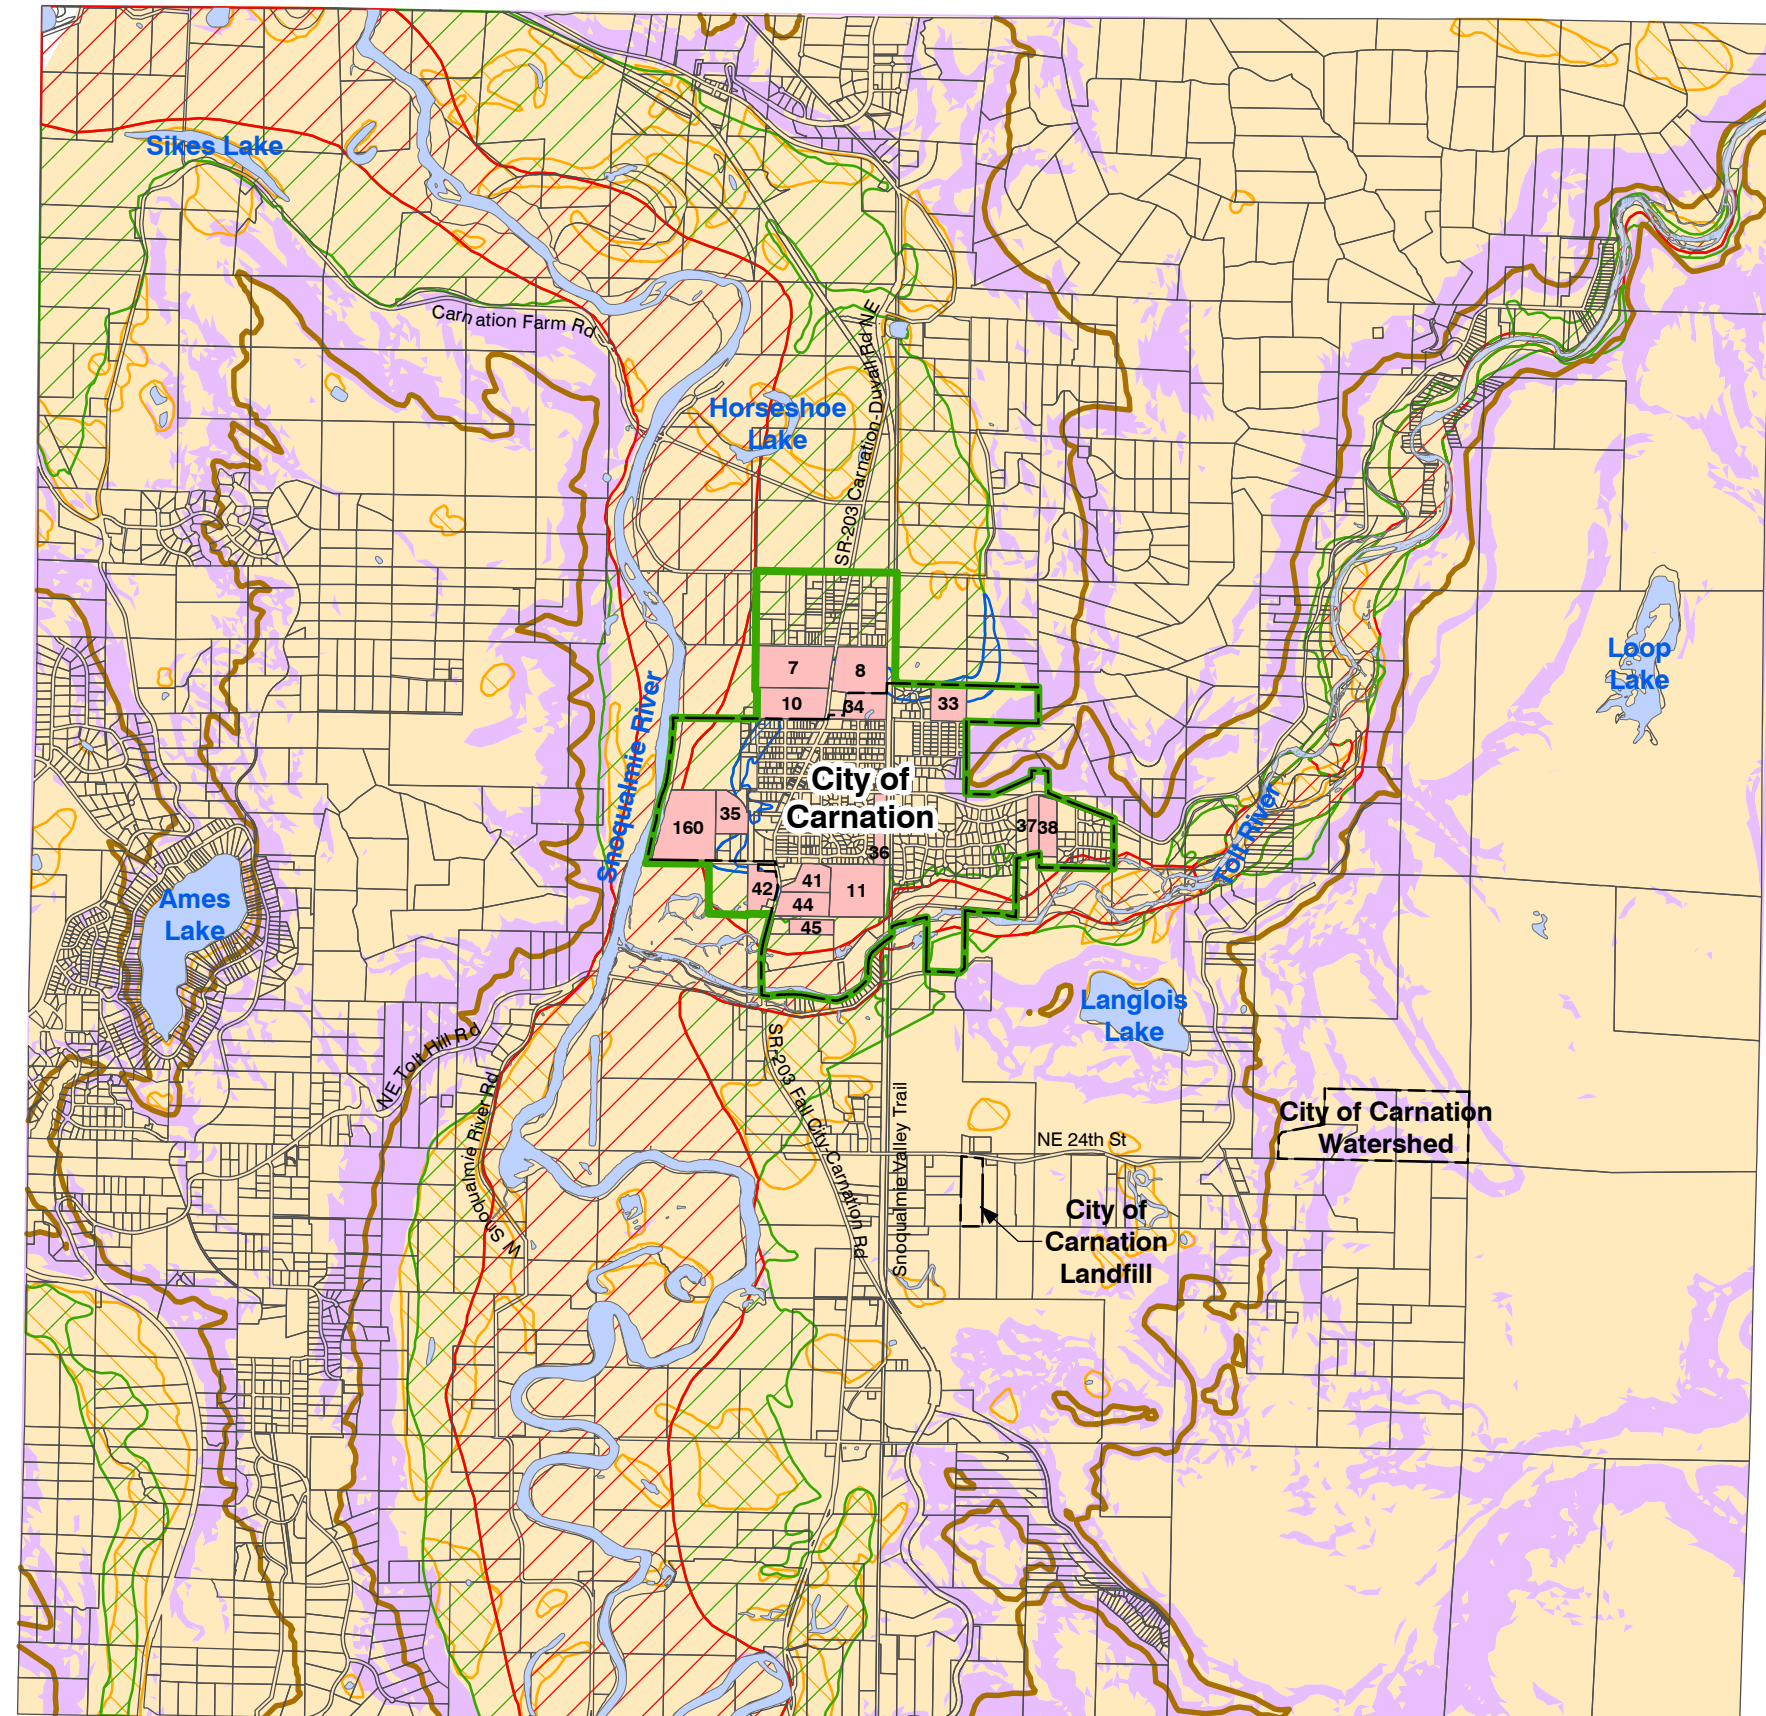 Sikes Lake
Carnation Farm Rd
SR-203 Carnation-Duvall Rd NE
Horseshoe
Lake
7
8
10
34
33
Loop
Lake
Snoqualmie River
City of
Carnation
160
35
36
37
38
Tolt River
42
41
11
44
45
Ames
Lake
Langlois
Lake
NE Tolt Hill Rd
W Snoqualmie River Rd
SR-203 Fall City-Carnation Rd
Snoqualmie Valley Trail
NE 24th St
City of Carnation
Watershed
City of
Carnation
Landfill